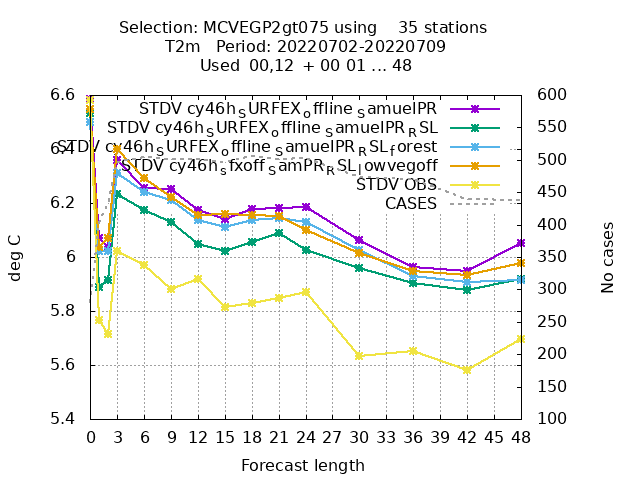 Selection: MCVEGP2gt075 using    35 stations
T2m   Period: 20220702-20220709
Used  00,12  + 00 01 ... 48
deg C
No cases
6.6
6.4
6.2
6
5.8
5.6
5.4
600
550
500
450
400
350
300
250
200
150
100
STDV cy46h_SURFEX_offline_SamuelPR
STDV cy46h_SURFEX_offline_SamuelPR_RSL
STDV cy46h_SURFEX_offline_SamuelPR_RSL_forest
STDV cy46h_sfxoff_SamPR_RSL_lowvegoff
STDV OBS
CASES
0 3 6 9 12 15 18 21 24 27 30 33 36 39 42 45 48
Forecast length